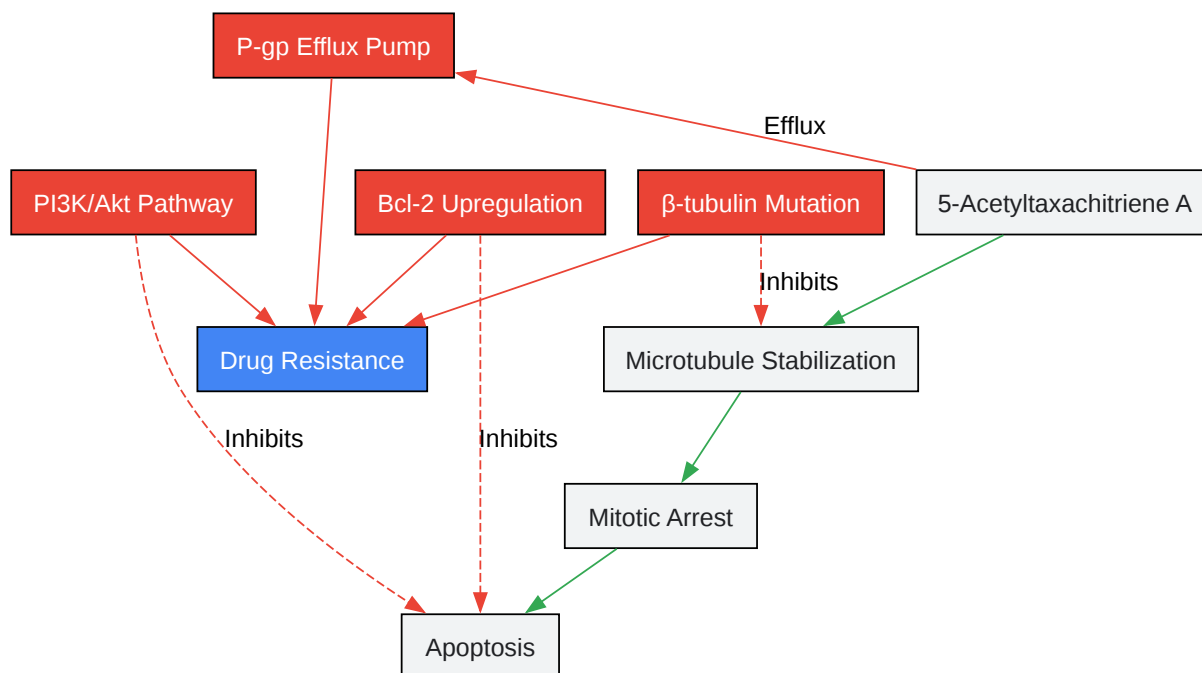 P-gp Efflux Pump
Efflux
PI3K/Akt Pathway
Bcl-2 Upregulation
β-tubulin Mutation
5-Acetyltaxachitriene A
Inhibits
Drug Resistance
Microtubule Stabilization
Inhibits
Inhibits
Mitotic Arrest
Apoptosis